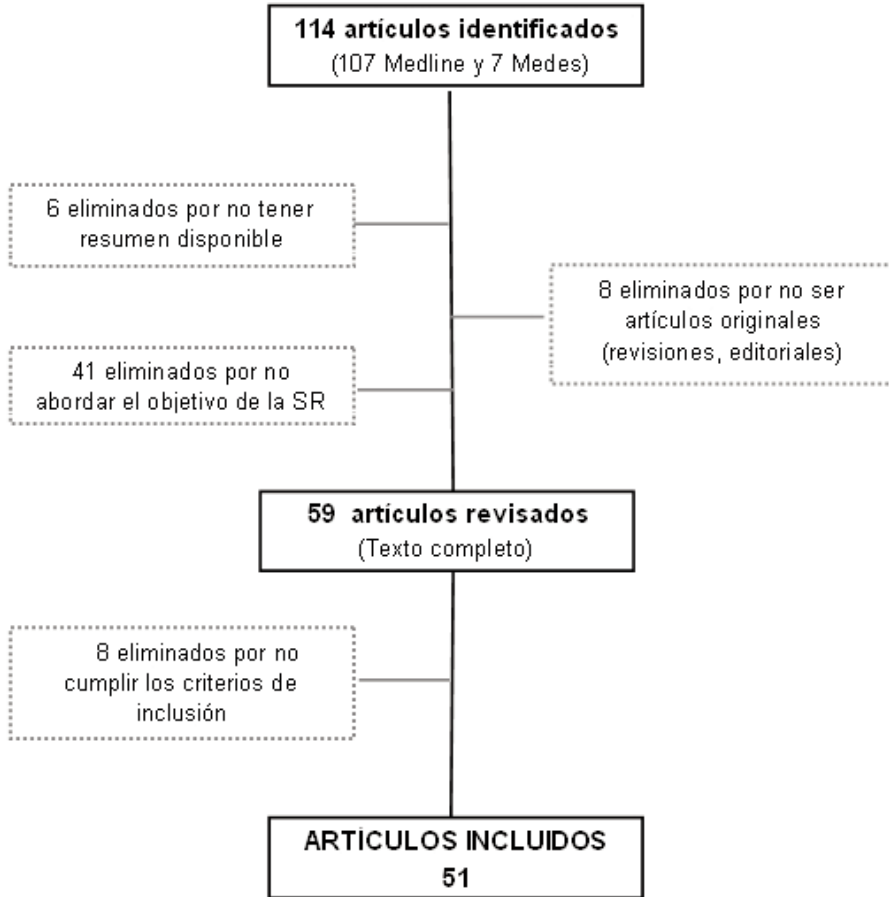 114 artículos identificados
(107 Medline y 7 Medes)
6 eliminados por no tener
resumen disponible
8 eliminados por no ser
artículos originales
(revisiones, editoriales)
41 eliminados por no
abordar el objetivo de la SR
59 artículos revisados
(Texto completo)
8 eliminados por no
cumplir los criterios de
inclusión
ARTÍCULOS INCLUIDOS
51